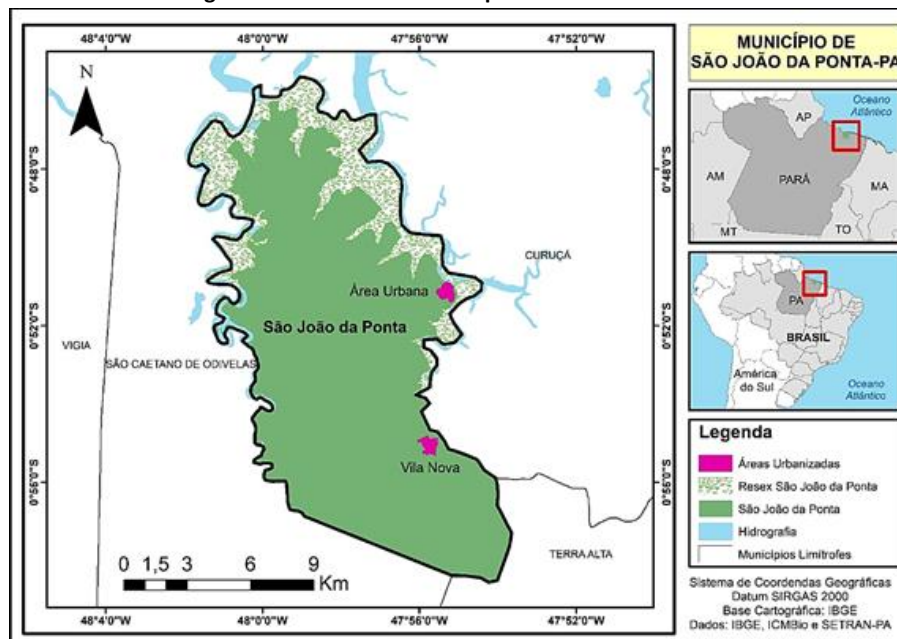 48°4'0"W 48°0'0"W 47°56'0"W 47°52'0"W
N
0°48'0"S
0°48'0"S
CURUÇÁ
Área Urbana
São João da Ponta
0°52'0"S
0°52'0"S
VIGIA
SÃO CAETANO DE ODIVELAS
Vila Nova
0°56'0"S
0°56'0"S
TERRA ALTA
0 1,5 3 6 9
Km
48°4'0"W 48°0'0"W 47°56'0"W 47°52'0"W
MUNICÍPIO DE
SÃO JOÃO DA PONTA-PA
Oceano
Atlântico
AP
AM
PARÁ
MA
MT
TO
PA
BRASIL
América
do Sul
Oceano
Atlântico
Legenda
Áreas Urbanizadas
Resex São João da Ponta
São João da Ponta
Hidrografia
Municípios Limítrofes
Sistema de Coordendas Geográficas
Datum SIRGAS 2000
Base Cartográfica: IBGE
Dados: IBGE, ICMBio e SETRAN-PA